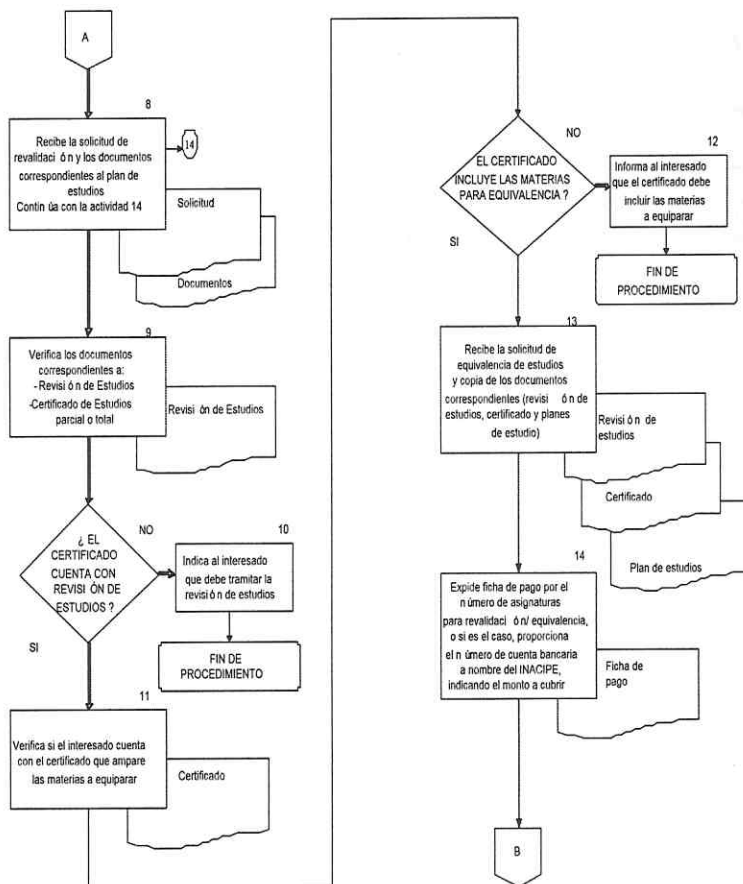 A
8
Recibe la solicitud de
revalidaci ó n y los documentos
correspondientes al plan de
estudios
Contin úa con la actividad 14
14
Solicitud
Documentos
9
Verifica los documentos
correspondientes a:
- Revisi ó n de Estudios
-Certificado de Estudios
parcial o total
Revisi ón de Estudios
¿ EL
CERTIFICADO
CUENTA CON
REVISI ÓN DE
ESTUDIOS ?
NO
SI
10
Indica al interesado
que debe tramitar la
revisi ó n de estudios
FIN DE
PROCEDIMIENTO
11
Verifica si el interesado cuenta
con el certificado que ampare
las materias a equiparar
Certificado
EL CERTIFICADO
INCLUYE LAS MATERIAS
PARA EQUIVALENCIA ?
NO
SI
12
Informa al interesado
que el certificado debe
incluir las materias
a equiparar
FIN DE
PROCEDIMIENTO
13
Recibe la solicitud de
equivalencia de estudios
y copia de los documentos
correspondientes (revisi ó n de
estudios, certificado y planes
de estudio)
Revisi ó n de
estudios
Certificado
Plan de estudios
14
Expide ficha de pago por el
n úmero de asignaturas
para revalidaci ó n/ equivalencia,
o si es el caso, proporciona
el n úmero de cuenta bancaria
a nombre del INACIPE,
indicando el monto a cubrir
Ficha de
pago
B